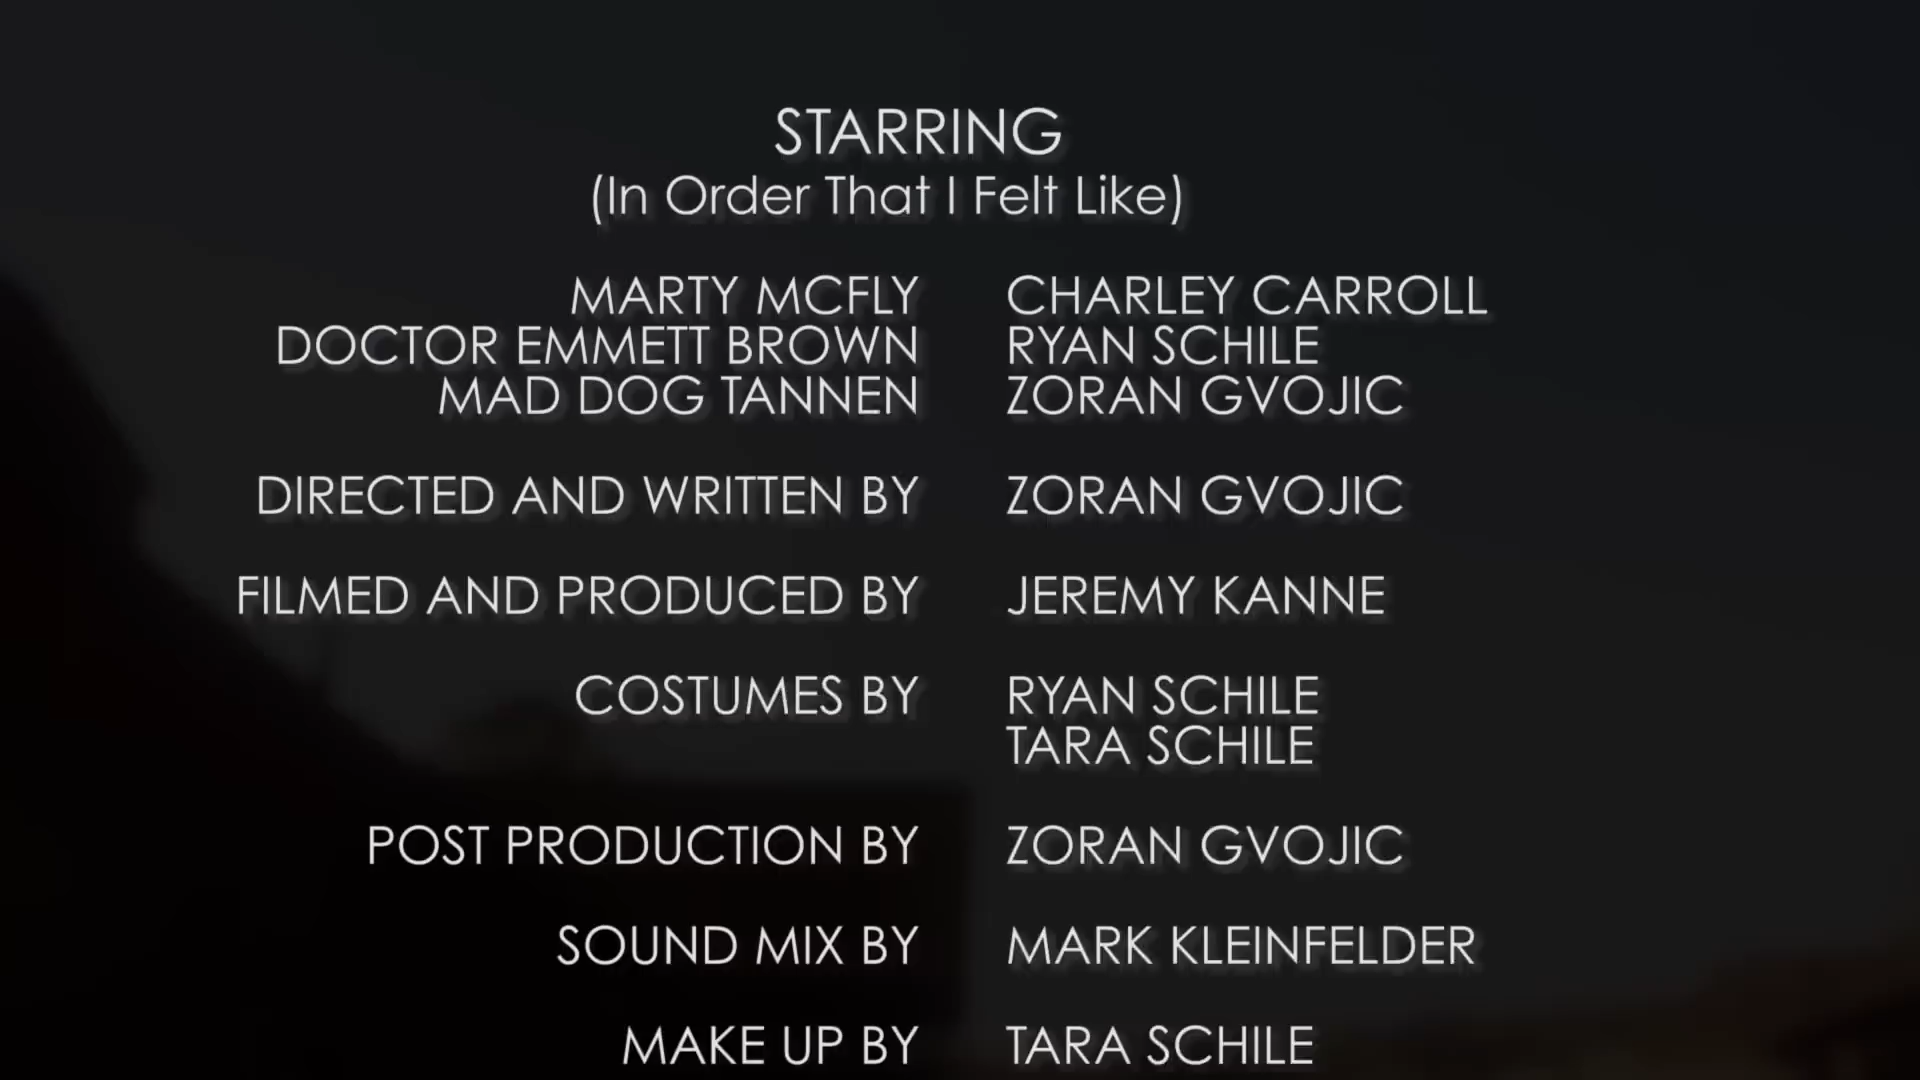 STARRING
(In Order That I Felt Like)
MARTY MCFLY CHARLEY CARROLL
DOCTOR EMMETT BROWN RYAN SCHILE
MAD DOG TANNEN ZORAN GVOJIC
DIRECTED AND WRITTEN BY ZORAN GVOJIC
FILMED AND PRODUCED BY JEREMY KANNE
COSTUMES BY RYAN SCHILE
TARA SCHILE
POST PRODUCTION BY ZORAN GVOJIC
SOUND MIX BY MARK KLEINFELDER
MAKE UP BY TARA SCHILE